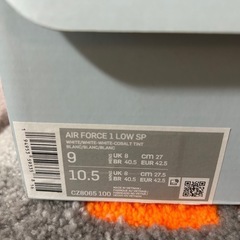 AIR FORCE 1 LOW SP
WHITE/WHITE-WHITE-COBALT TINT
BLANC/BLANC/BLANC
9 UK 8 CM 27
BR 40.5 EUR 42.5
10.5 UK 8 CM 27.5
BR 40.5 EUR 42.5
CZ8065 100